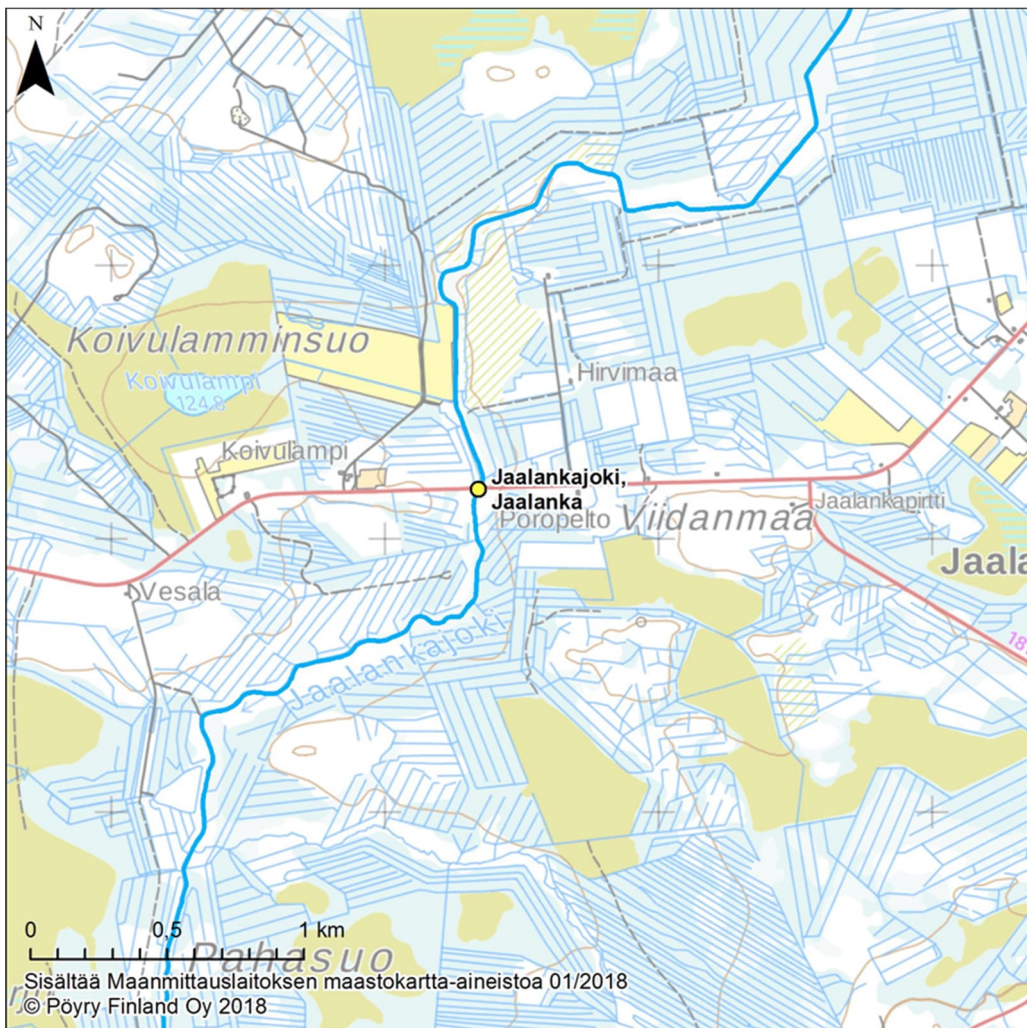 N
Koivulamminsuo
Koivulampi
124.8
Hirvimaa
Koivulampi
Jaalankajoki,
Jaalanka
Poropelto
Viidanmaa
Jaalankapirtti
Jaala
Vesala
Jaalankajoki
0 0,5 1 km
Pahasuo
Sisältää Maanmittauslaitoksen maastokartta-aineistoa 01/2018
© Pöyry Finland Oy 2018